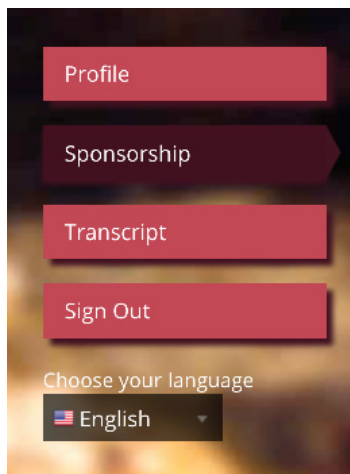 Profile
Sponsorship
Transcript
Sign Out
Choose your language
English